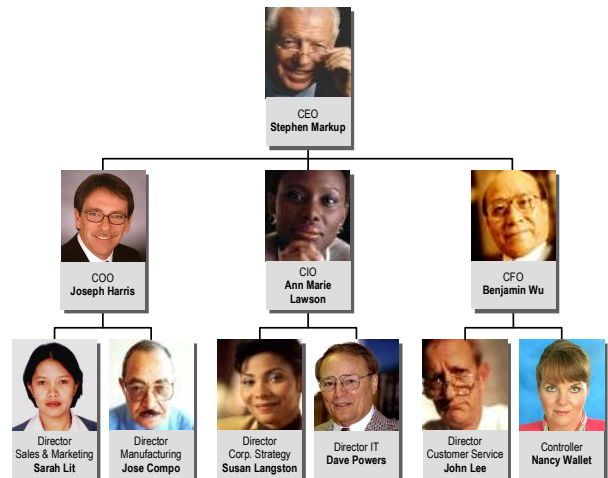 CEO
Stephen Markup
COO
Joseph Harris
CIO
Ann Marie
Lawson
CFO
Benjamin Wu
Director
Sales & Marketing
Sarah Lit
Director
Manufacturing
Jose Compo
Director
Corp. Strategy
Susan Langston
Director IT
Dave Powers
Director
Customer Service
John Lee
Controller
Nancy Wallet